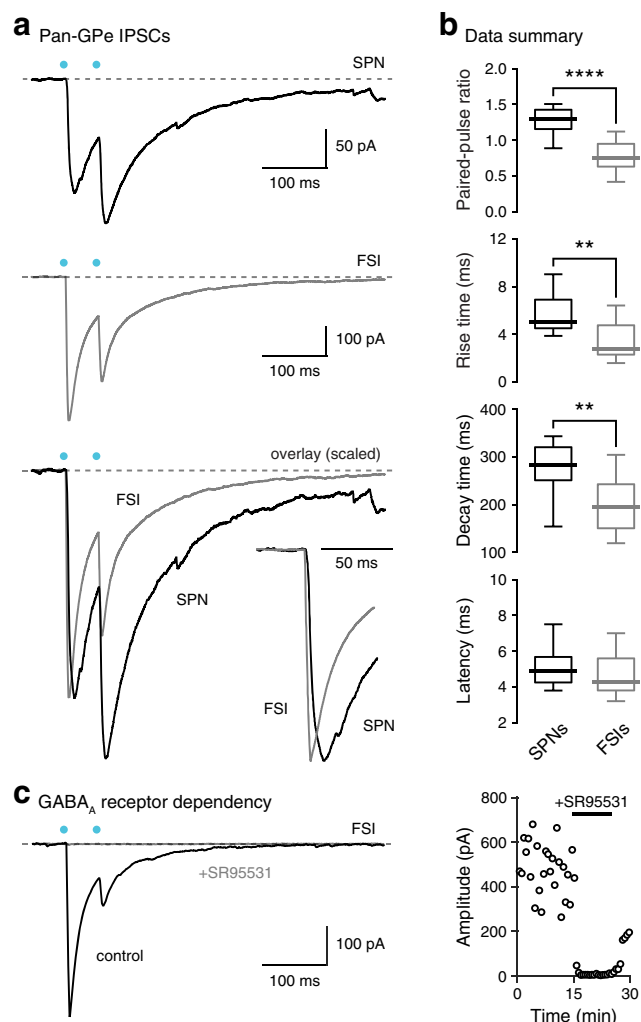 a Pan-GPe IPSCs
SPN
50 pA
100 ms
FSI
100 pA
100 ms
overlay (scaled)
FSI
SPN
50 ms
FSI
SPN
b Data summary
Paired-pulse ratio
2.0
1.5
1.0
0.5
0.0
****
Rise time (ms)
12
8
4
0
**
Decay time (ms)
400
300
200
100
**
Latency (ms)
10
8
6
4
2
SPNs
FSIs
c GABAA receptor dependency
FSI
+SR95531
control
100 pA
100 ms
+SR95531
Amplitude (pA)
800
600
400
200
0
0 15 30
Time (min)